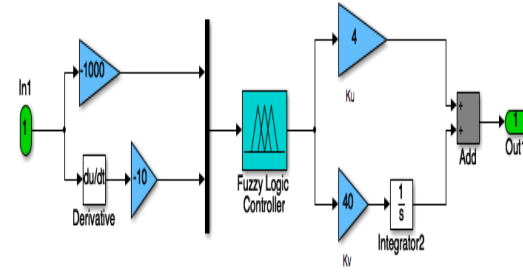 In1
1
-1000
du/dt
Derivative
-10
Fuzzy Logic
Controller
4
Ku
40
Kv
1
s
Integrator2
+
+
Add
1
Out1